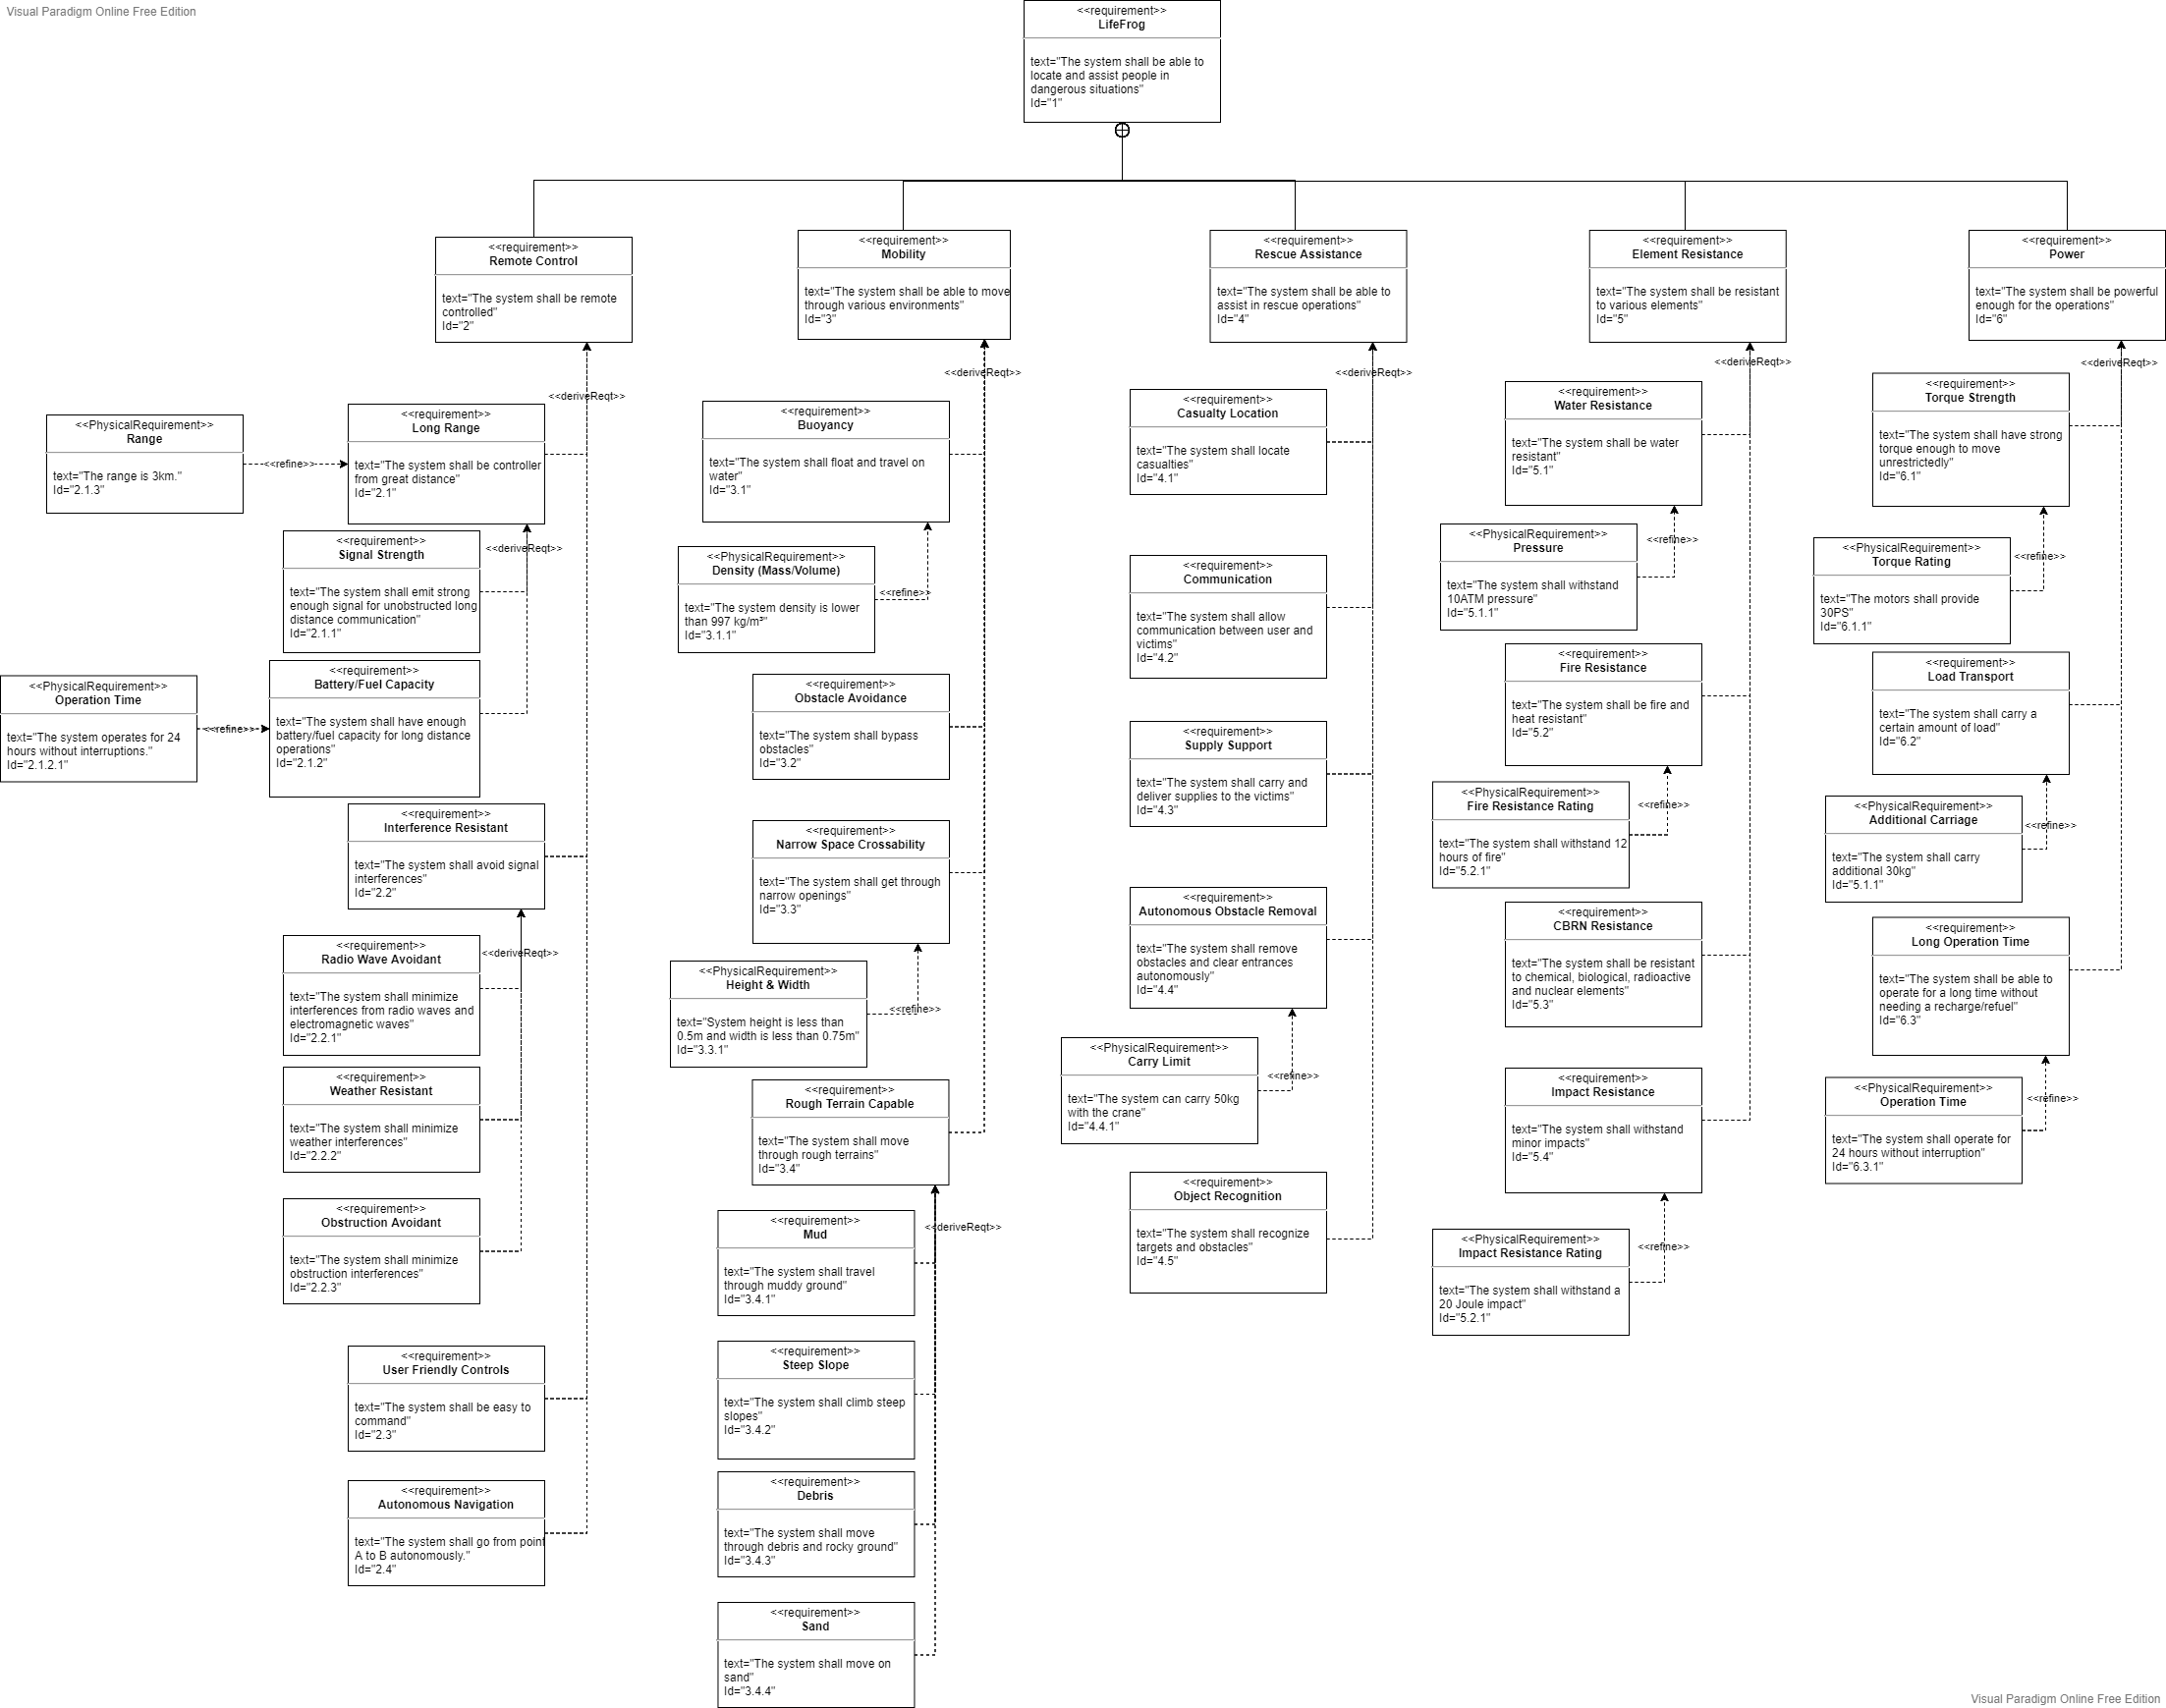 Visual Paradigm Online Free Edition
<<requirement>>
LifeFrog
text="The system shall be able to
locate and assist people in
dangerous situations"
Id="1"
<<requirement>>
Remote Control
text="The system shall be remote
controlled"
Id="2"
<<requirement>>
Mobility
text="The system shall be able to move
through various environments"
Id="3"
<<requirement>>
Rescue Assistance
text="The system shall be able to
assist in rescue operations"
Id="4"
<<requirement>>
Element Resistance
text="The system shall be resistant
to various elements"
Id="5"
<<requirement>>
Power
text="The system shall be powerful
enough for the operations"
Id="6"
<<deriveReqt>>
<<PhysicalRequirement>>
Range
text="The range is 3km."
Id="2.1.3"
<<refine>>
<<requirement>>
Long Range
text="The system shall be controller
from great distance"
Id="2.1"
<<requirement>>
Signal Strength
text="The system shall emit strong
enough signal for unobstructed long
distance communication"
Id="2.1.1"
<<deriveReqt>>
<<PhysicalRequirement>>
Operation Time
text="The system operates for 24
hours without interruptions."
Id="2.1.2.1"
<<refine>>
<<requirement>>
Battery/Fuel Capacity
text="The system shall have enough
battery/fuel capacity for long distance
operations"
Id="2.1.2"
<<requirement>>
Interference Resistant
text="The system shall avoid signal
interferences"
Id="2.2"
<<requirement>>
Radio Wave Avoidant
text="The system shall minimize
interferences from radio waves and
electromagnetic waves"
Id="2.2.1"
<<deriveReqt>>
<<requirement>>
Weather Resistant
text="The system shall minimize
weather interferences"
Id="2.2.2"
<<requirement>>
Obstruction Avoidant
text="The system shall minimize
obstruction interferences"
Id="2.2.3"
<<requirement>>
User Friendly Controls
text="The system shall be easy to
command"
Id="2.3"
<<requirement>>
Autonomous Navigation
text="The system shall go from point
A to B autonomously."
Id="2.4"
<<deriveReqt>>
<<requirement>>
Buoyancy
text="The system shall float and travel on
water"
Id="3.1"
<<PhysicalRequirement>>
Density (Mass/Volume)
text="The system density is lower
than 997 kg/m³"
Id="3.1.1"
<<refine>>
<<requirement>>
Obstacle Avoidance
text="The system shall bypass
obstacles"
Id="3.2"
<<requirement>>
Narrow Space Crossability
text="The system shall get through
narrow openings"
Id="3.3"
<<PhysicalRequirement>>
Height & Width
text="System height is less than
0.5m and width is less than 0.75m"
Id="3.3.1"
<<refine>>
<<requirement>>
Rough Terrain Capable
text="The system shall move
through rough terrains"
Id="3.4"
<<requirement>>
Mud
text="The system shall travel
through muddy ground"
Id="3.4.1"
<<deriveReqt>>
<<requirement>>
Steep Slope
text="The system shall climb steep
slopes"
Id="3.4.2"
<<requirement>>
Debris
text="The system shall move
through debris and rocky ground"
Id="3.4.3"
<<requirement>>
Sand
text="The system shall move on
sand"
Id="3.4.4"
<<deriveReqt>>
<<requirement>>
Casualty Location
text="The system shall locate
casualties"
Id="4.1"
<<requirement>>
Communication
text="The system shall allow
communication between user and
victims"
Id="4.2"
<<requirement>>
Supply Support
text="The system shall carry and
deliver supplies to the victims"
Id="4.3"
<<requirement>>
Autonomous Obstacle Removal
text="The system shall remove
obstacles and clear entrances
autonomously"
Id="4.4"
<<PhysicalRequirement>>
Carry Limit
text="The system can carry 50kg
with the crane"
Id="4.4.1"
<<refine>>
<<requirement>>
Object Recognition
text="The system shall recognize
targets and obstacles"
Id="4.5"
<<deriveReqt>>
<<requirement>>
Water Resistance
text="The system shall be water
resistant"
Id="5.1"
<<PhysicalRequirement>>
Pressure
text="The system shall withstand
10ATM pressure"
Id="5.1.1"
<<refine>>
<<requirement>>
Fire Resistance
text="The system shall be fire and
heat resistant"
Id="5.2"
<<PhysicalRequirement>>
Fire Resistance Rating
text="The system shall withstand 12
hours of fire"
Id="5.2.1"
<<refine>>
<<requirement>>
CBRN Resistance
text="The system shall be resistant
to chemical, biological, radioactive
and nuclear elements"
Id="5.3"
<<requirement>>
Impact Resistance
text="The system shall withstand
minor impacts"
Id="5.4"
<<PhysicalRequirement>>
Impact Resistance Rating
text="The system shall withstand a
20 Joule impact"
Id="5.2.1"
<<refine>>
<<deriveReqt>>
<<requirement>>
Torque Strength
text="The system shall have strong
torque enough to move
unrestrictedly"
Id="6.1"
<<PhysicalRequirement>>
Torque Rating
text="The motors shall provide
30PS"
Id="6.1.1"
<<refine>>
<<requirement>>
Load Transport
text="The system shall carry a
certain amount of load"
Id="6.2"
<<PhysicalRequirement>>
Additional Carriage
text="The system shall carry
additional 30kg"
Id="5.1.1"
<<refine>>
<<requirement>>
Long Operation Time
text="The system shall be able to
operate for a long time without
needing a recharge/refuel"
Id="6.3"
<<PhysicalRequirement>>
Operation Time
text="The system shall operate for
24 hours without interruption"
Id="6.3.1"
<<refine>>
Visual Paradigm Online Free Edition